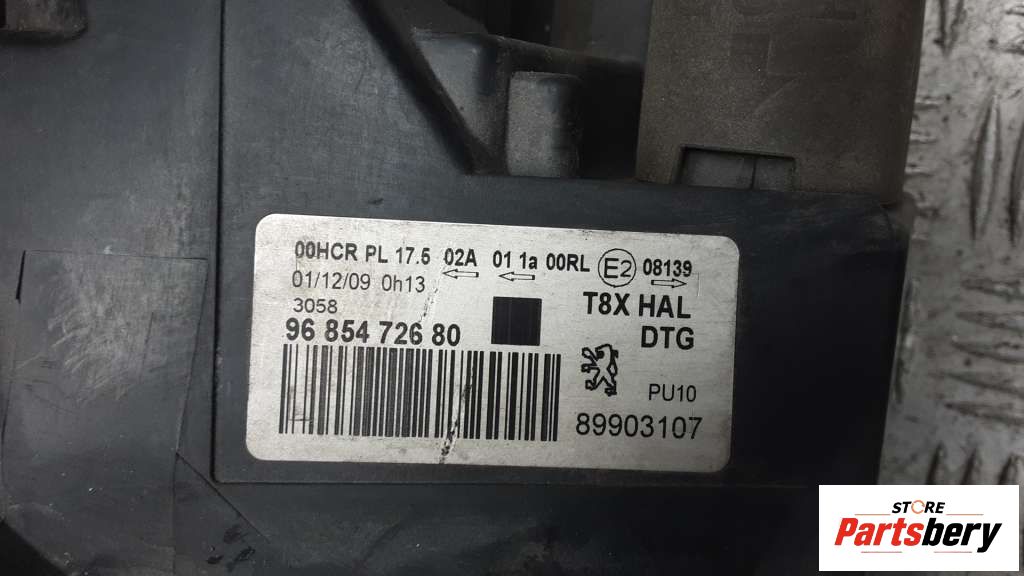 00HCR PL 17.5 02A 01 1a 00RL E2 08139
01/12/09 0h13
3058
96 854 726 80
T8X HAL
DTG
PU10
89903107
STORE
Partsbery